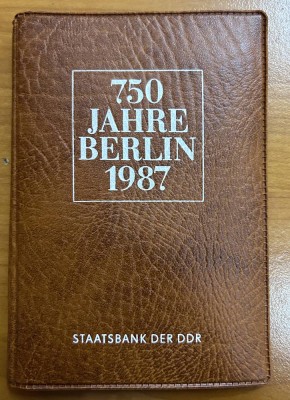 750
JAHRE
BERLIN
1987
STAATSBANK DER DDR